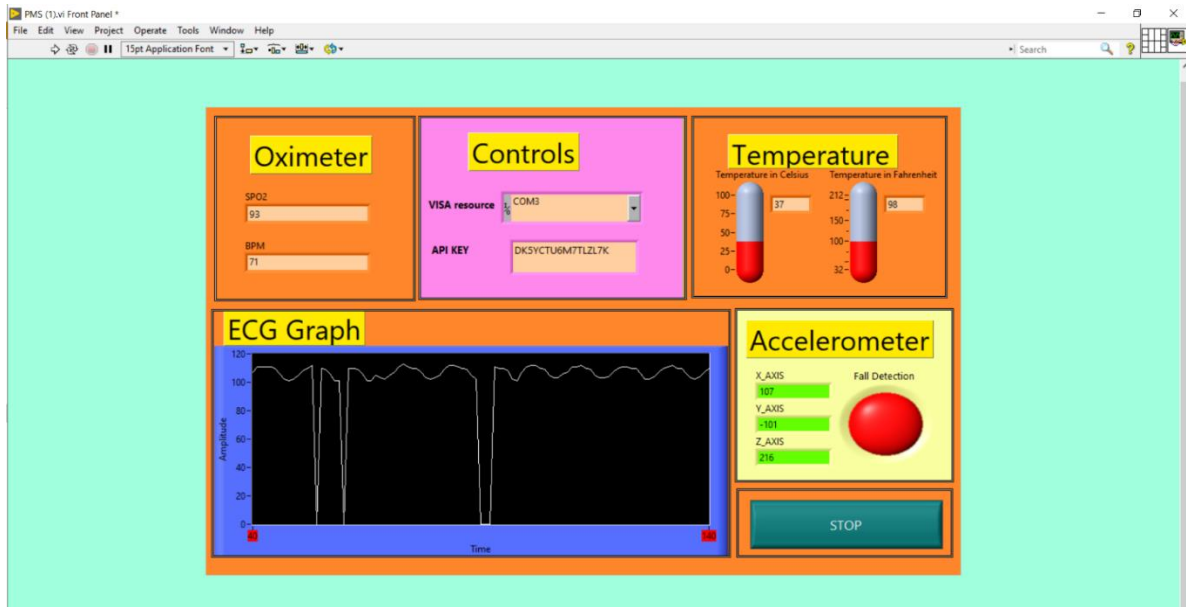 PMS (1).vi Front Panel *
File Edit View Project Operate Tools Window Help
15pt Application Font
Search
Oximeter
SPO2
93
BPM
71
Controls
VISA resource
COM3
API KEY
DK5YCTU6M7TLZL7K
Temperature
Temperature in Celsius
100-
75-
50-
25-
0-
37
Temperature in Fahrenheit
212-
150-
100-
32-
98
ECG Graph
Amplitude
120-
100-
80-
60-
40-
20-
0-
40
140
Time
Accelerometer
X_AXIS
107
Y_AXIS
-101
Z_AXIS
216
Fall Detection
STOP